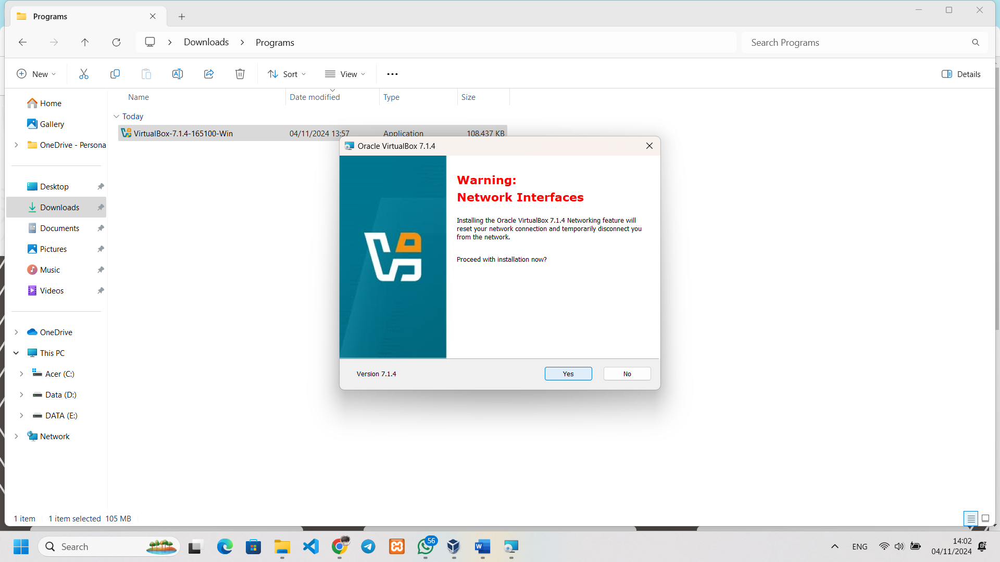 Programs
Downloads
Programs
Search Programs
New
Sort
View
Details
Name
Date modified
Type
Size
Home
Gallery
OneDrive - Persona
Desktop
Downloads
Documents
Pictures
Music
Videos
OneDrive
This PC
Acer (C:)
Data (D:)
DATA (E:)
Network
Today
VirtualBox-7.1.4-165100-Win
04/11/2024 13:57
Application
108.437 KB
Oracle VirtualBox 7.1.4
Warning:
Network Interfaces
Installing the Oracle VirtualBox 7.1.4 Networking feature will
reset your network connection and temporarily disconnect you
from the network.
Proceed with installation now?
Version 7.1.4
Yes
No
1 item
1 item selected 105 MB
Search
56
ENG
14:02
04/11/2024